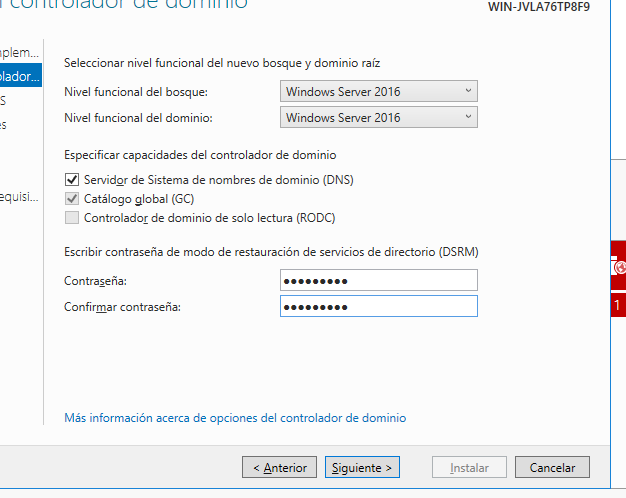 controlador de dominio
WIN-JVLA76TP8F9
Seleccionar nivel funcional del nuevo bosque y dominio raíz
Nivel funcional del bosque: Windows Server 2016
Nivel funcional del dominio: Windows Server 2016
Especificar capacidades del controlador de dominio
Servidor de Sistema de nombres de dominio (DNS)
Catálogo global (GC)
Controlador de dominio de solo lectura (RODC)
Escribir contraseña de modo de restauración de servicios de directorio (DSRM)
Contraseña: •••••••••
Confirmar contraseña: •••••••••
1
Más información acerca de opciones del controlador de dominio
< Anterior
Siguiente >
Instalar
Cancelar